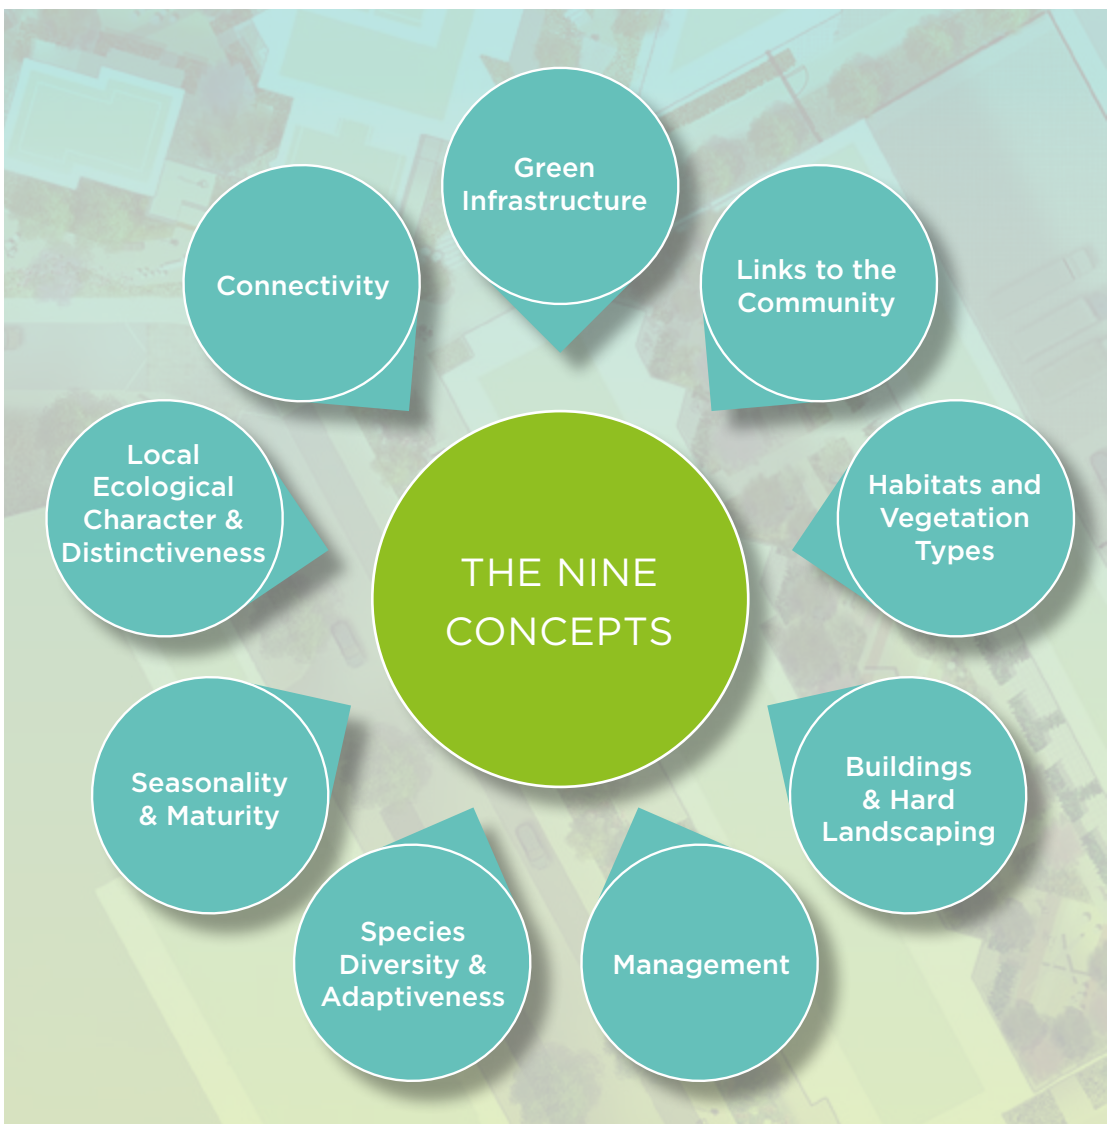 Green
Infrastructure
Links to the
Community
Habitats and
Vegetation
Types
Buildings
& Hard
Landscaping
Management
Species
Diversity &
Adaptiveness
Seasonality
& Maturity
Local
Ecological
Character &
Distinctiveness
Connectivity
THE NINE
CONCEPTS